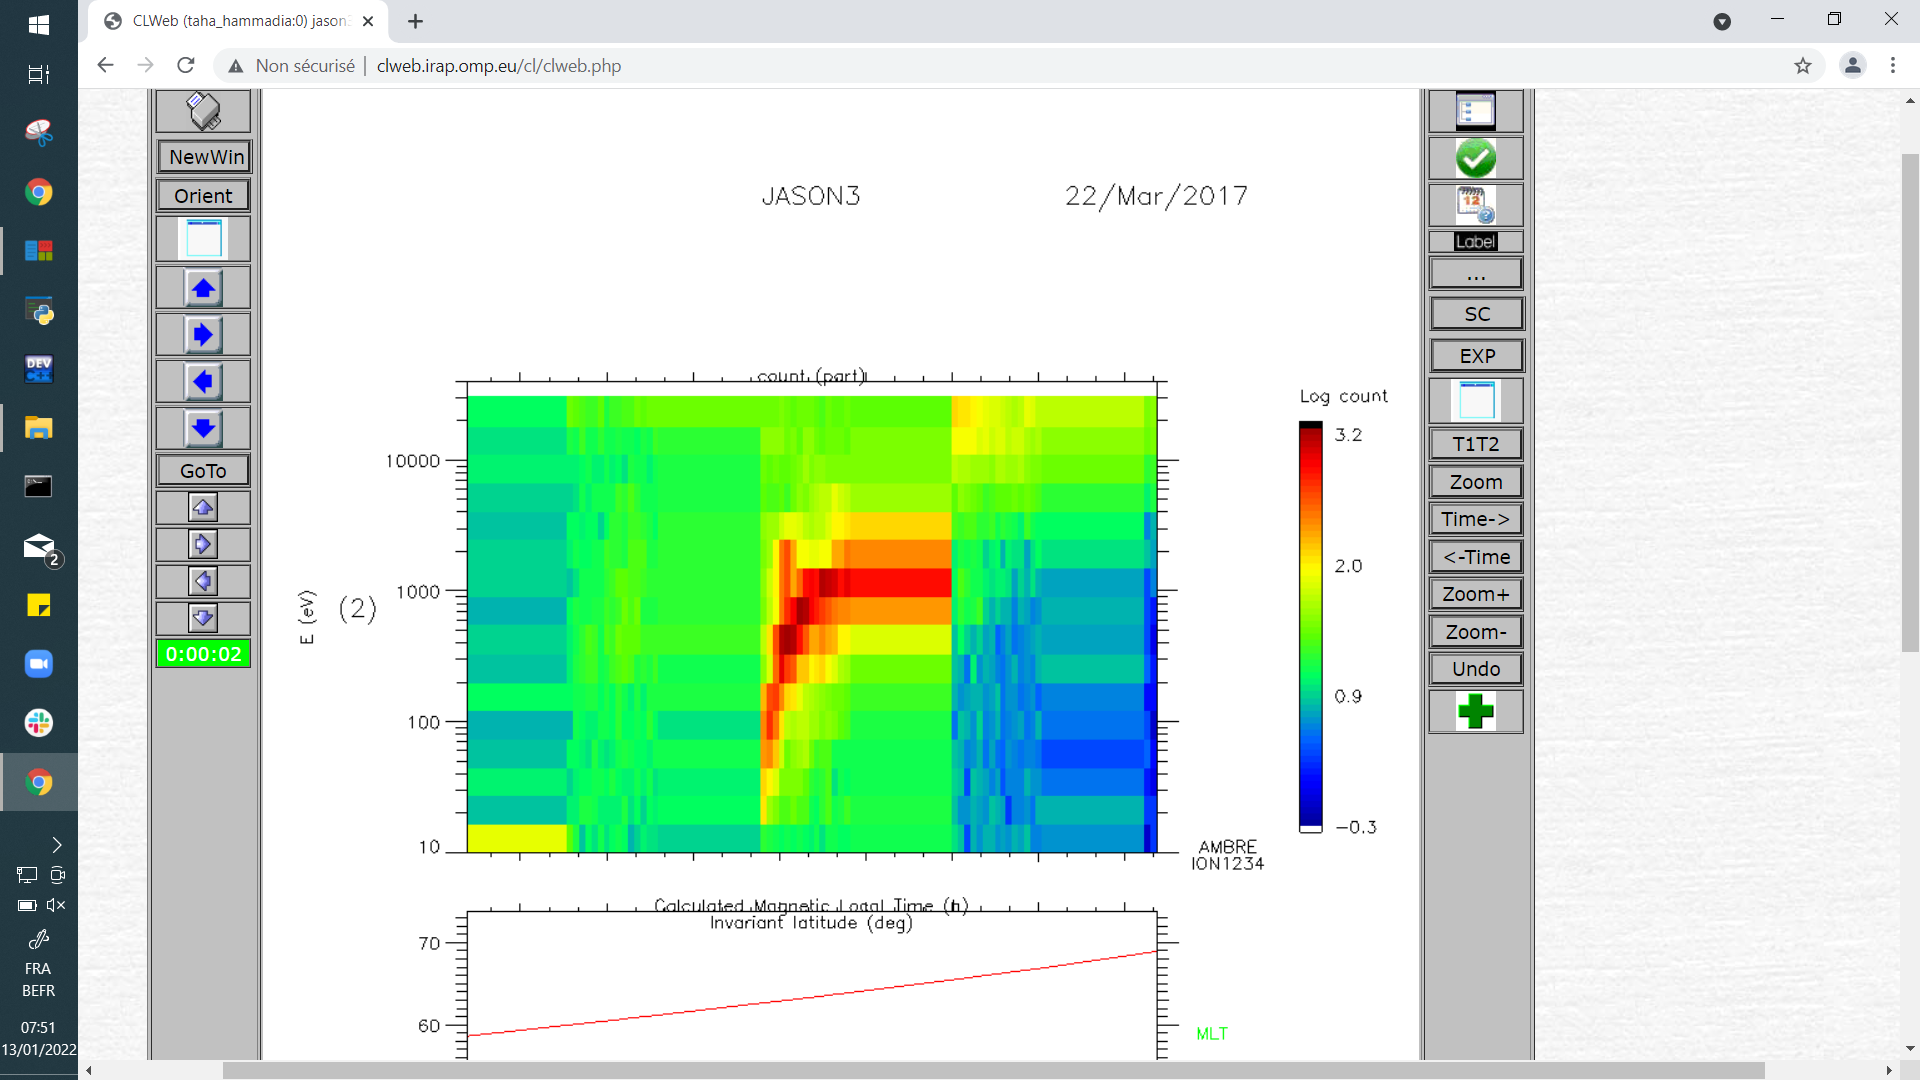 CLWeb (taha_hammadia:0) jason3
Non sécurisé | clweb.irap.omp.eu/cl/clweb.php
NewWin
Orient
GoTo
0:00:02
JASON3 22/Mar/2017
count (part)
10000
1000
100
10
E (eV)
(2)
Log count
3.2
2.0
0.9
−0.3
AMBRE
ION1234
Calculated Magnetic Local Time (h)
Invariant latitude (deg)
70
60
MLT
12
Label
...
SC
EXP
T1T2
Zoom
Time->
<-Time
Zoom+
Zoom-
Undo
DEV
2
FRA
BEFR
07:51
13/01/2022